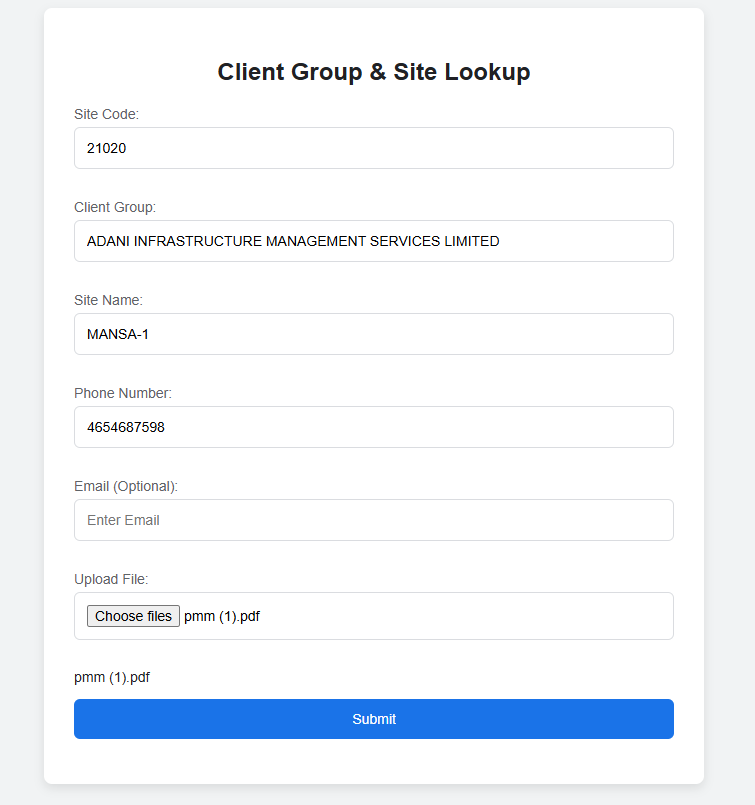 Client Group & Site Lookup
Site Code:
21020
Client Group:
ADANI INFRASTRUCTURE MANAGEMENT SERVICES LIMITED
Site Name:
MANSA-1
Phone Number:
4654687598
Email (Optional):
Enter Email
Upload File:
Choose files pmm (1).pdf
pmm (1).pdf
Submit